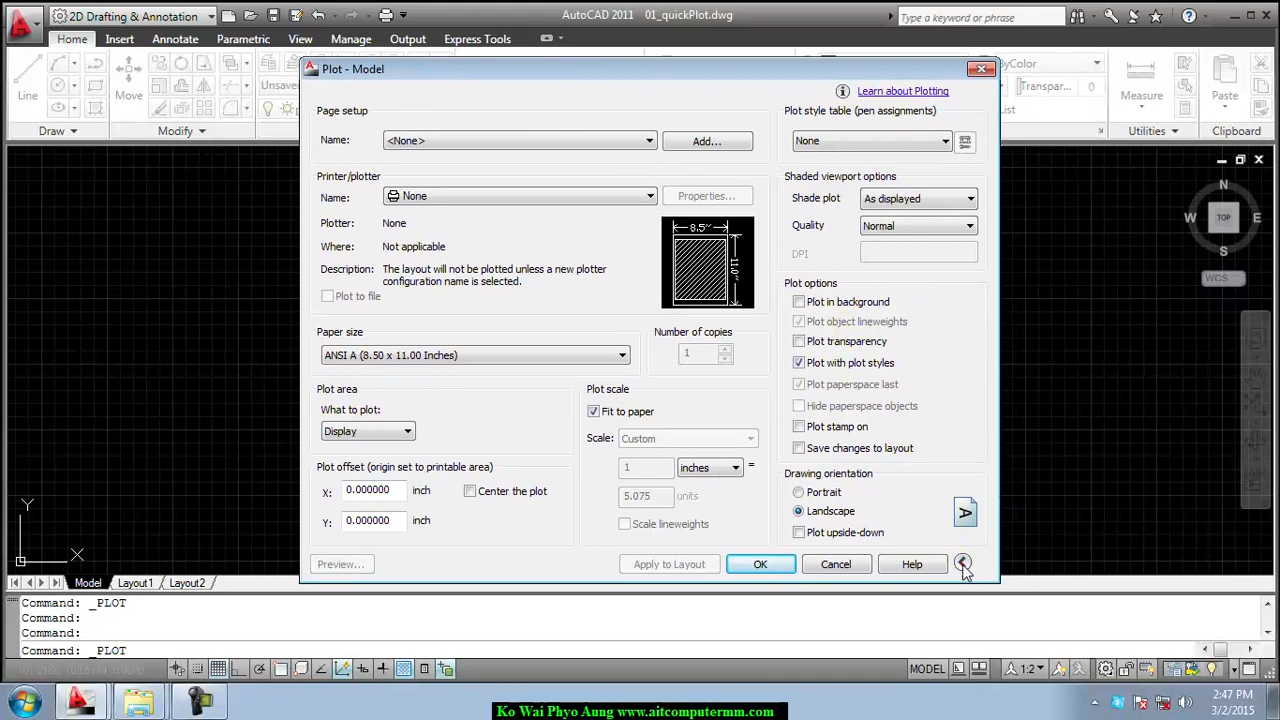 2D Drafting & Annotation
AutoCAD 2011 01_quickPlot.dwg
Type a keyword or phrase
Home Insert Annotate Parametric View Manage Output Express Tools
Line
Move
Unsaved
ByColor
Transpar... 0
List
Measure
Paste
Draw
Modify
Utilities
Clipboard
Plot - Model
Learn about Plotting
Page setup
Name: <None> Add...
Printer/plotter
Name: None Properties...
Plotter: None
Where: Not applicable
Description: The layout will not be plotted unless a new plotter
configuration name is selected.
Plot to file
8.5"
11.0"
Paper size
ANSI A (8.50 x 11.00 Inches)
Number of copies
1
Plot area
What to plot:
Display
Plot scale
Fit to paper
Scale: Custom
1 inches =
5.075 units
Scale lineweights
Plot offset (origin set to printable area)
X: 0.000000 inch Center the plot
Y: 0.000000 inch
Plot style table (pen assignments)
None
Shaded viewport options
Shade plot As displayed
Quality Normal
DPI
Plot options
Plot in background
Plot object lineweights
Plot transparency
Plot with plot styles
Plot paperspace last
Hide paperspace objects
Plot stamp on
Save changes to layout
Drawing orientation
Portrait
Landscape
Plot upside-down
A
Preview... Apply to Layout OK Cancel Help
N
W TOP E
S
WCS
Y
X
Model Layout1 Layout2
Command: _PLOT
Command:
Command:
Command: _PLOT
MODEL
1:2
2:47 PM
3/2/2015
Ko Wai Phyo Aung www.aitcomputermm.com